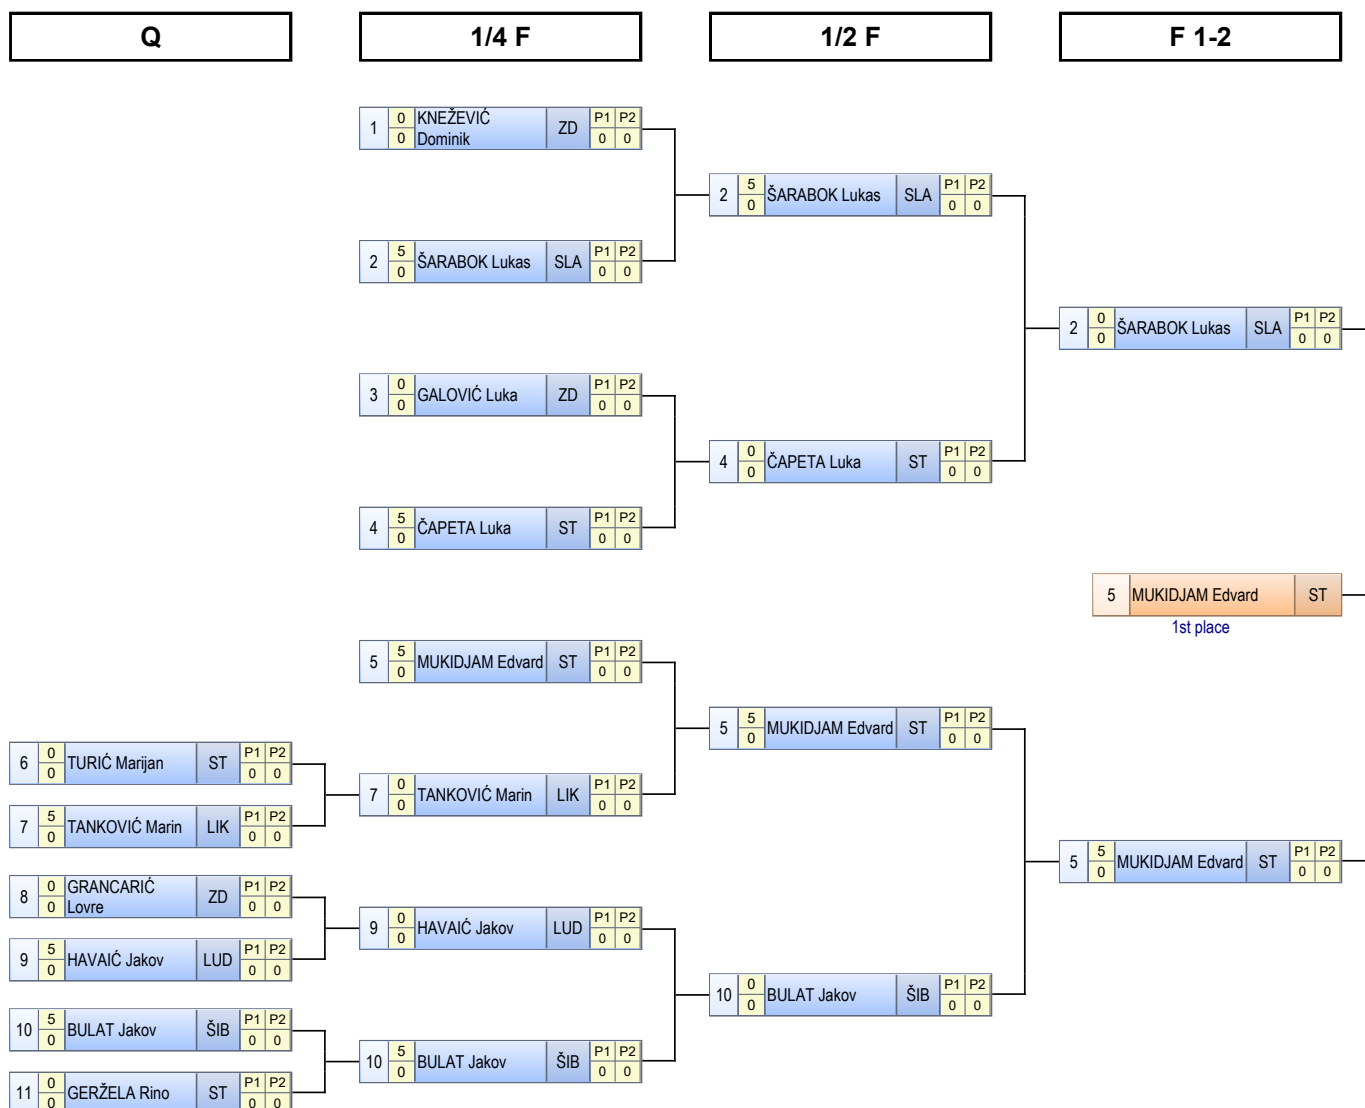 Q
1/4 F
1/2 F
F 1-2
1 0 KNEŽEVIĆ ZD P1 P2
0 Dominik 0 0
2 5 ŠARABOK Lukas SLA P1 P2
0 0 0
2 5 ŠARABOK Lukas SLA P1 P2
0 0 0
2 0 ŠARABOK Lukas SLA P1 P2
0 0 0
3 0 GALOVIĆ Luka ZD P1 P2
0 0 0
4 0 ČAPETA Luka ST P1 P2
0 0 0
4 5 ČAPETA Luka ST P1 P2
0 0 0
5 MUKIDJAM Edvard ST
1st place
5 5 MUKIDJAM Edvard ST P1 P2
0 0 0
5 5 MUKIDJAM Edvard ST P1 P2
0 0 0
6 0 TURIĆ Marijan ST P1 P2
0 0 0
7 0 TANKOVIĆ Marin LIK P1 P2
0 0 0
7 5 TANKOVIĆ Marin LIK P1 P2
0 0 0
5 5 MUKIDJAM Edvard ST P1 P2
0 0 0
8 0 GRANCARIĆ ZD P1 P2
0 Lovre 0 0
9 0 HAVAIĆ Jakov LUD P1 P2
0 0 0
9 5 HAVAIĆ Jakov LUD P1 P2
0 0 0
10 0 BULAT Jakov ŠIB P1 P2
0 0 0
10 5 BULAT Jakov ŠIB P1 P2
0 0 0
10 5 BULAT Jakov ŠIB P1 P2
0 0 0
11 0 GERŽELA Rino ST P1 P2
0 0 0